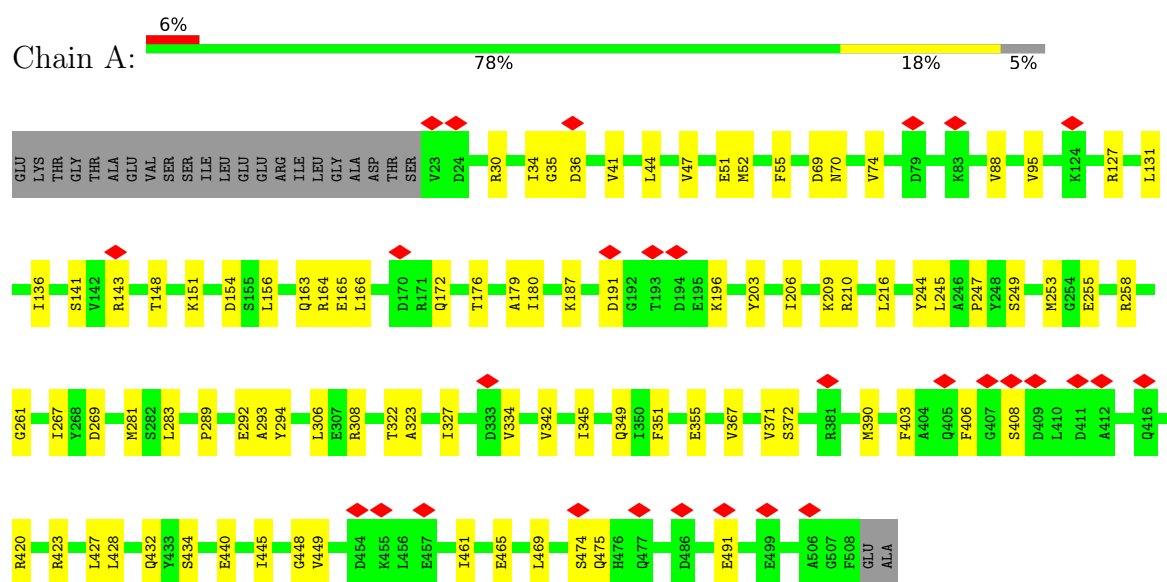 6%
Chain A:
78% 18% 5%
GLU LYS THR GLY THR ALA GLU VAL SER SER ILE LEU GLU GLU ARG ILE LEU GLY ALA ASP THR SER V23 D24 R30 I34 G35 D36 V41 L44 V47 E51 M52 F55 D69 N70 V74 D79 K83 V88 V95 K124 R127 L131
I136 S141 V142 R143 T148 K151 D154 S155 L156 Q163 R164 E165 L166 D170 R171 Q172 T176 A179 I180 K187 D191 G192 T193 D194 E195 K196 Y203 I206 K209 R210 L216 Y244 L245 A246 P247 Y248 S249 M253 G254 E255 R258
G261 I267 Y268 D269 M281 S282 L283 P289 E292 A293 Y294 L306 E307 R308 T322 A323 I327 D333 V334 V342 I345 Q349 I350 F351 E355 V367 V371 S372 R381 M390 F403 A404 Q405 F406 G407 S408 D409 L410 D411 A412 Q416
R420 R423 L427 L428 Q432 Y433 S434 E440 I445 G448 V449 D454 K455 L456 E457 I461 E465 L469 S474 Q475 H476 Q477 D486 E491 E499 A506 G507 F508 GLU ALA